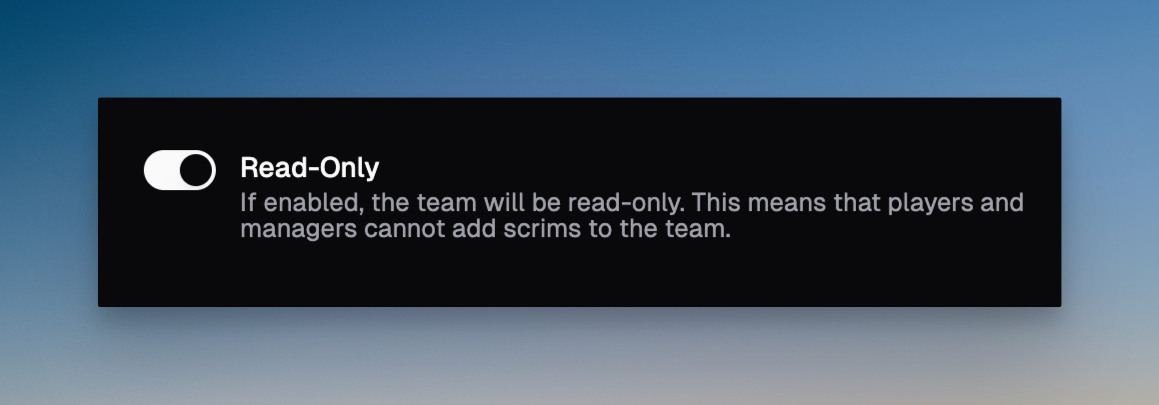 Read-Only
If enabled, the team will be read-only. This means that players and
managers cannot add scrims to the team.